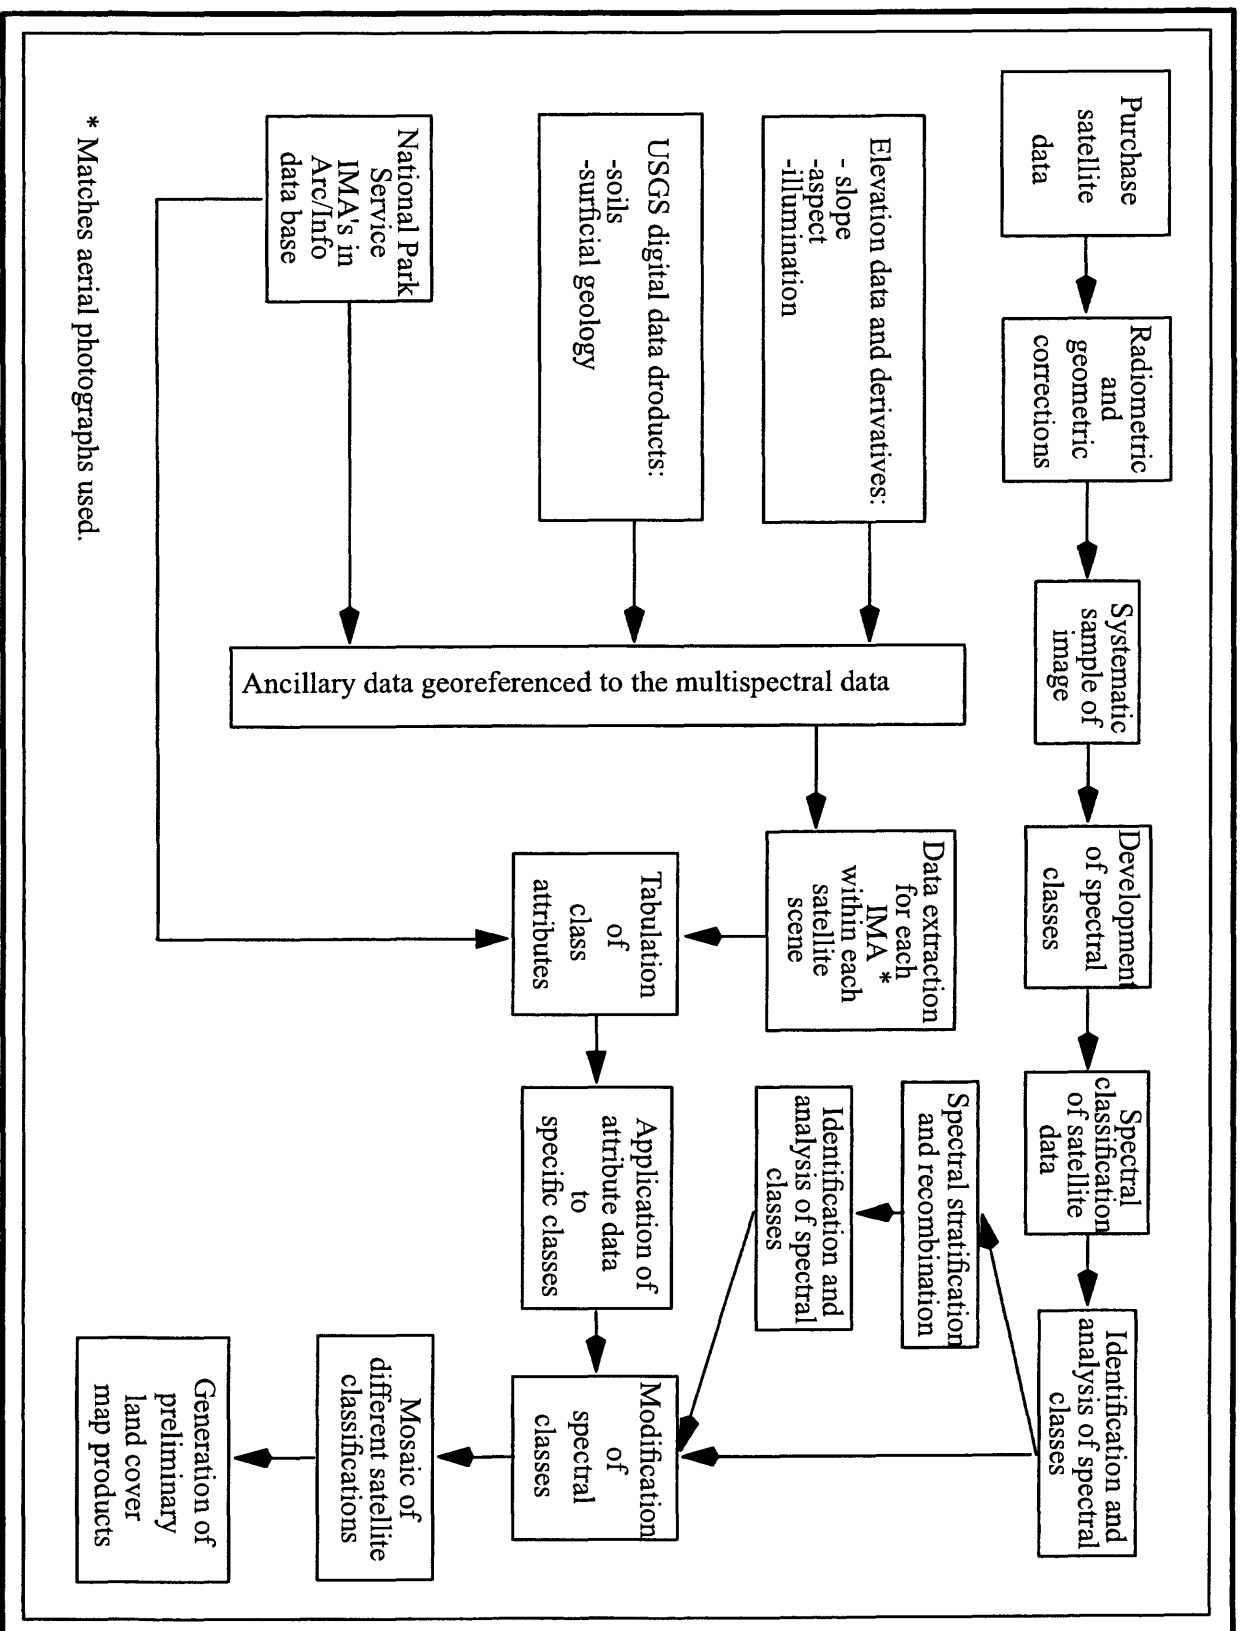 Purchase
satellite
data
Radiometric
and
geometric
corrections
Systematic
sample of
image
Development
of spectral
classes
Spectral
classification
of satellite
data
Identification and
analysis of spectral
classes
Elevation data and derivatives:
- slope
-aspect
-illumination
Spectral stratification
and recombination
Identification and
analysis of spectral
classes
USGS digital data droducts:
-soils
-surficial geology
Ancillary data georeferenced to the multispectral data
Data extraction
for each
IMA *
within each
satellite
scene
National Park
Service
IMA's in
Arc/Info
data base
Tabulation
of
class
attributes
Application of
attribute data
to
specific classes
Modification
of
spectral
classes
Mosaic of
different satellite
classifications
Generation of
preliminary
land cover
map products
* Matches aerial photographs used.